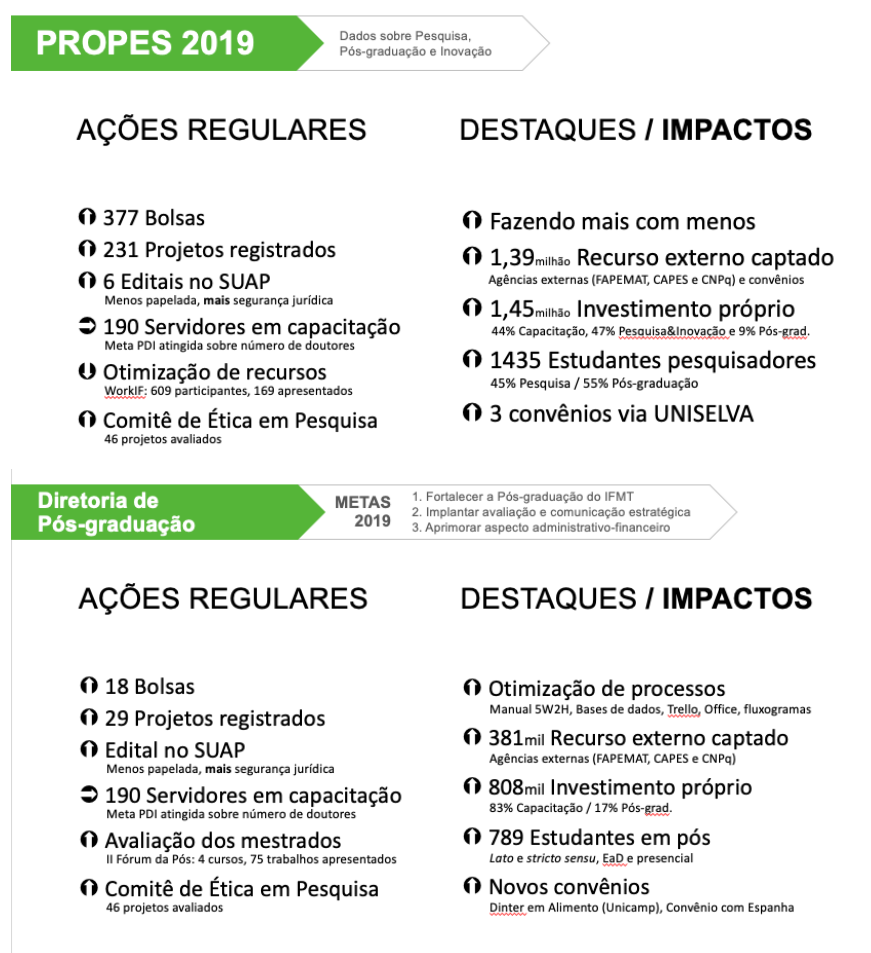 PROPES 2019
Dados sobre Pesquisa,
Pós-graduação e Inovação
AÇÕES REGULARES
377 Bolsas
231 Projetos registrados
6 Editais no SUAP
Menos papelada, mais segurança jurídica
190 Servidores em capacitação
Meta PDI atingida sobre número de doutores
Otimização de recursos
WorkIF: 609 participantes, 169 apresentados
Comitê de Ética em Pesquisa
46 projetos avaliados
DESTAQUES / IMPACTOS
Fazendo mais com menos
1,39milhão Recurso externo captado
Agências externas (FAPEMAT, CAPES e CNPq) e convênios
1,45milhão Investimento próprio
44% Capacitação, 47% Pesquisa&Inovação e 9% Pós-grad.
1435 Estudantes pesquisadores
45% Pesquisa / 55% Pós-graduação
3 convênios via UNISELVA
Diretoria de
Pós-graduação
METAS
2019
1. Fortalecer a Pós-graduação do IFMT
2. Implantar avaliação e comunicação estratégica
3. Aprimorar aspecto administrativo-financeiro
AÇÕES REGULARES
18 Bolsas
29 Projetos registrados
Edital no SUAP
Menos papelada, mais segurança jurídica
190 Servidores em capacitação
Meta PDI atingida sobre número de doutores
Avaliação dos mestrados
II Fórum da Pós: 4 cursos, 75 trabalhos apresentados
Comitê de Ética em Pesquisa
46 projetos avaliados
DESTAQUES / IMPACTOS
Otimização de processos
Manual 5W2H, Bases de dados, Trello, Office, fluxogramas
381mil Recurso externo captado
Agências externas (FAPEMAT, CAPES e CNPq)
808mil Investimento próprio
83% Capacitação / 17% Pós-grad.
789 Estudantes em pós
Lato e stricto sensu, EaD e presencial
Novos convênios
Dinter em Alimento (Unicamp), Convênio com Espanha